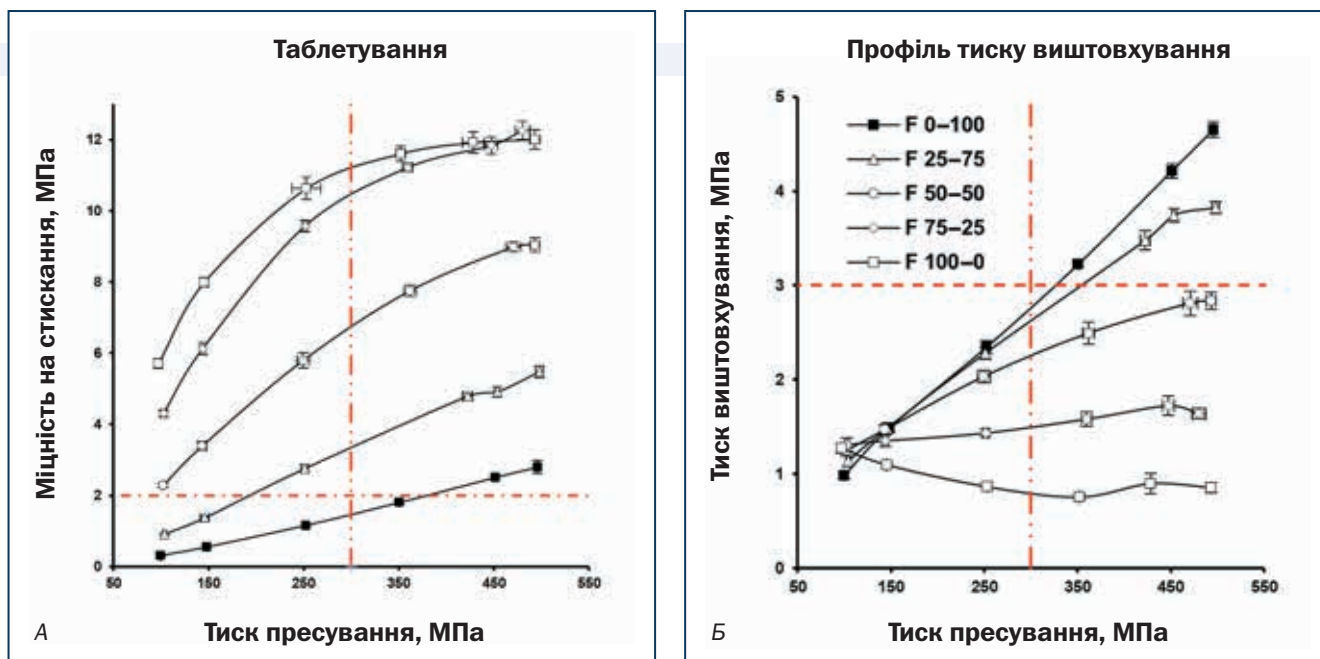 Таблетування
Міцність на стискання, МПа
12
10
8
6
4
2
0
50 150 250 350 450 550
А
Тиск пресування, МПа
Профіль тиску виштовхування
Тиск виштовхування, МПа
5
4
3
2
1
0
F 0–100
F 25–75
F 50–50
F 75–25
F 100–0
50 150 250 350 450 550
Б
Тиск пресування, МПа